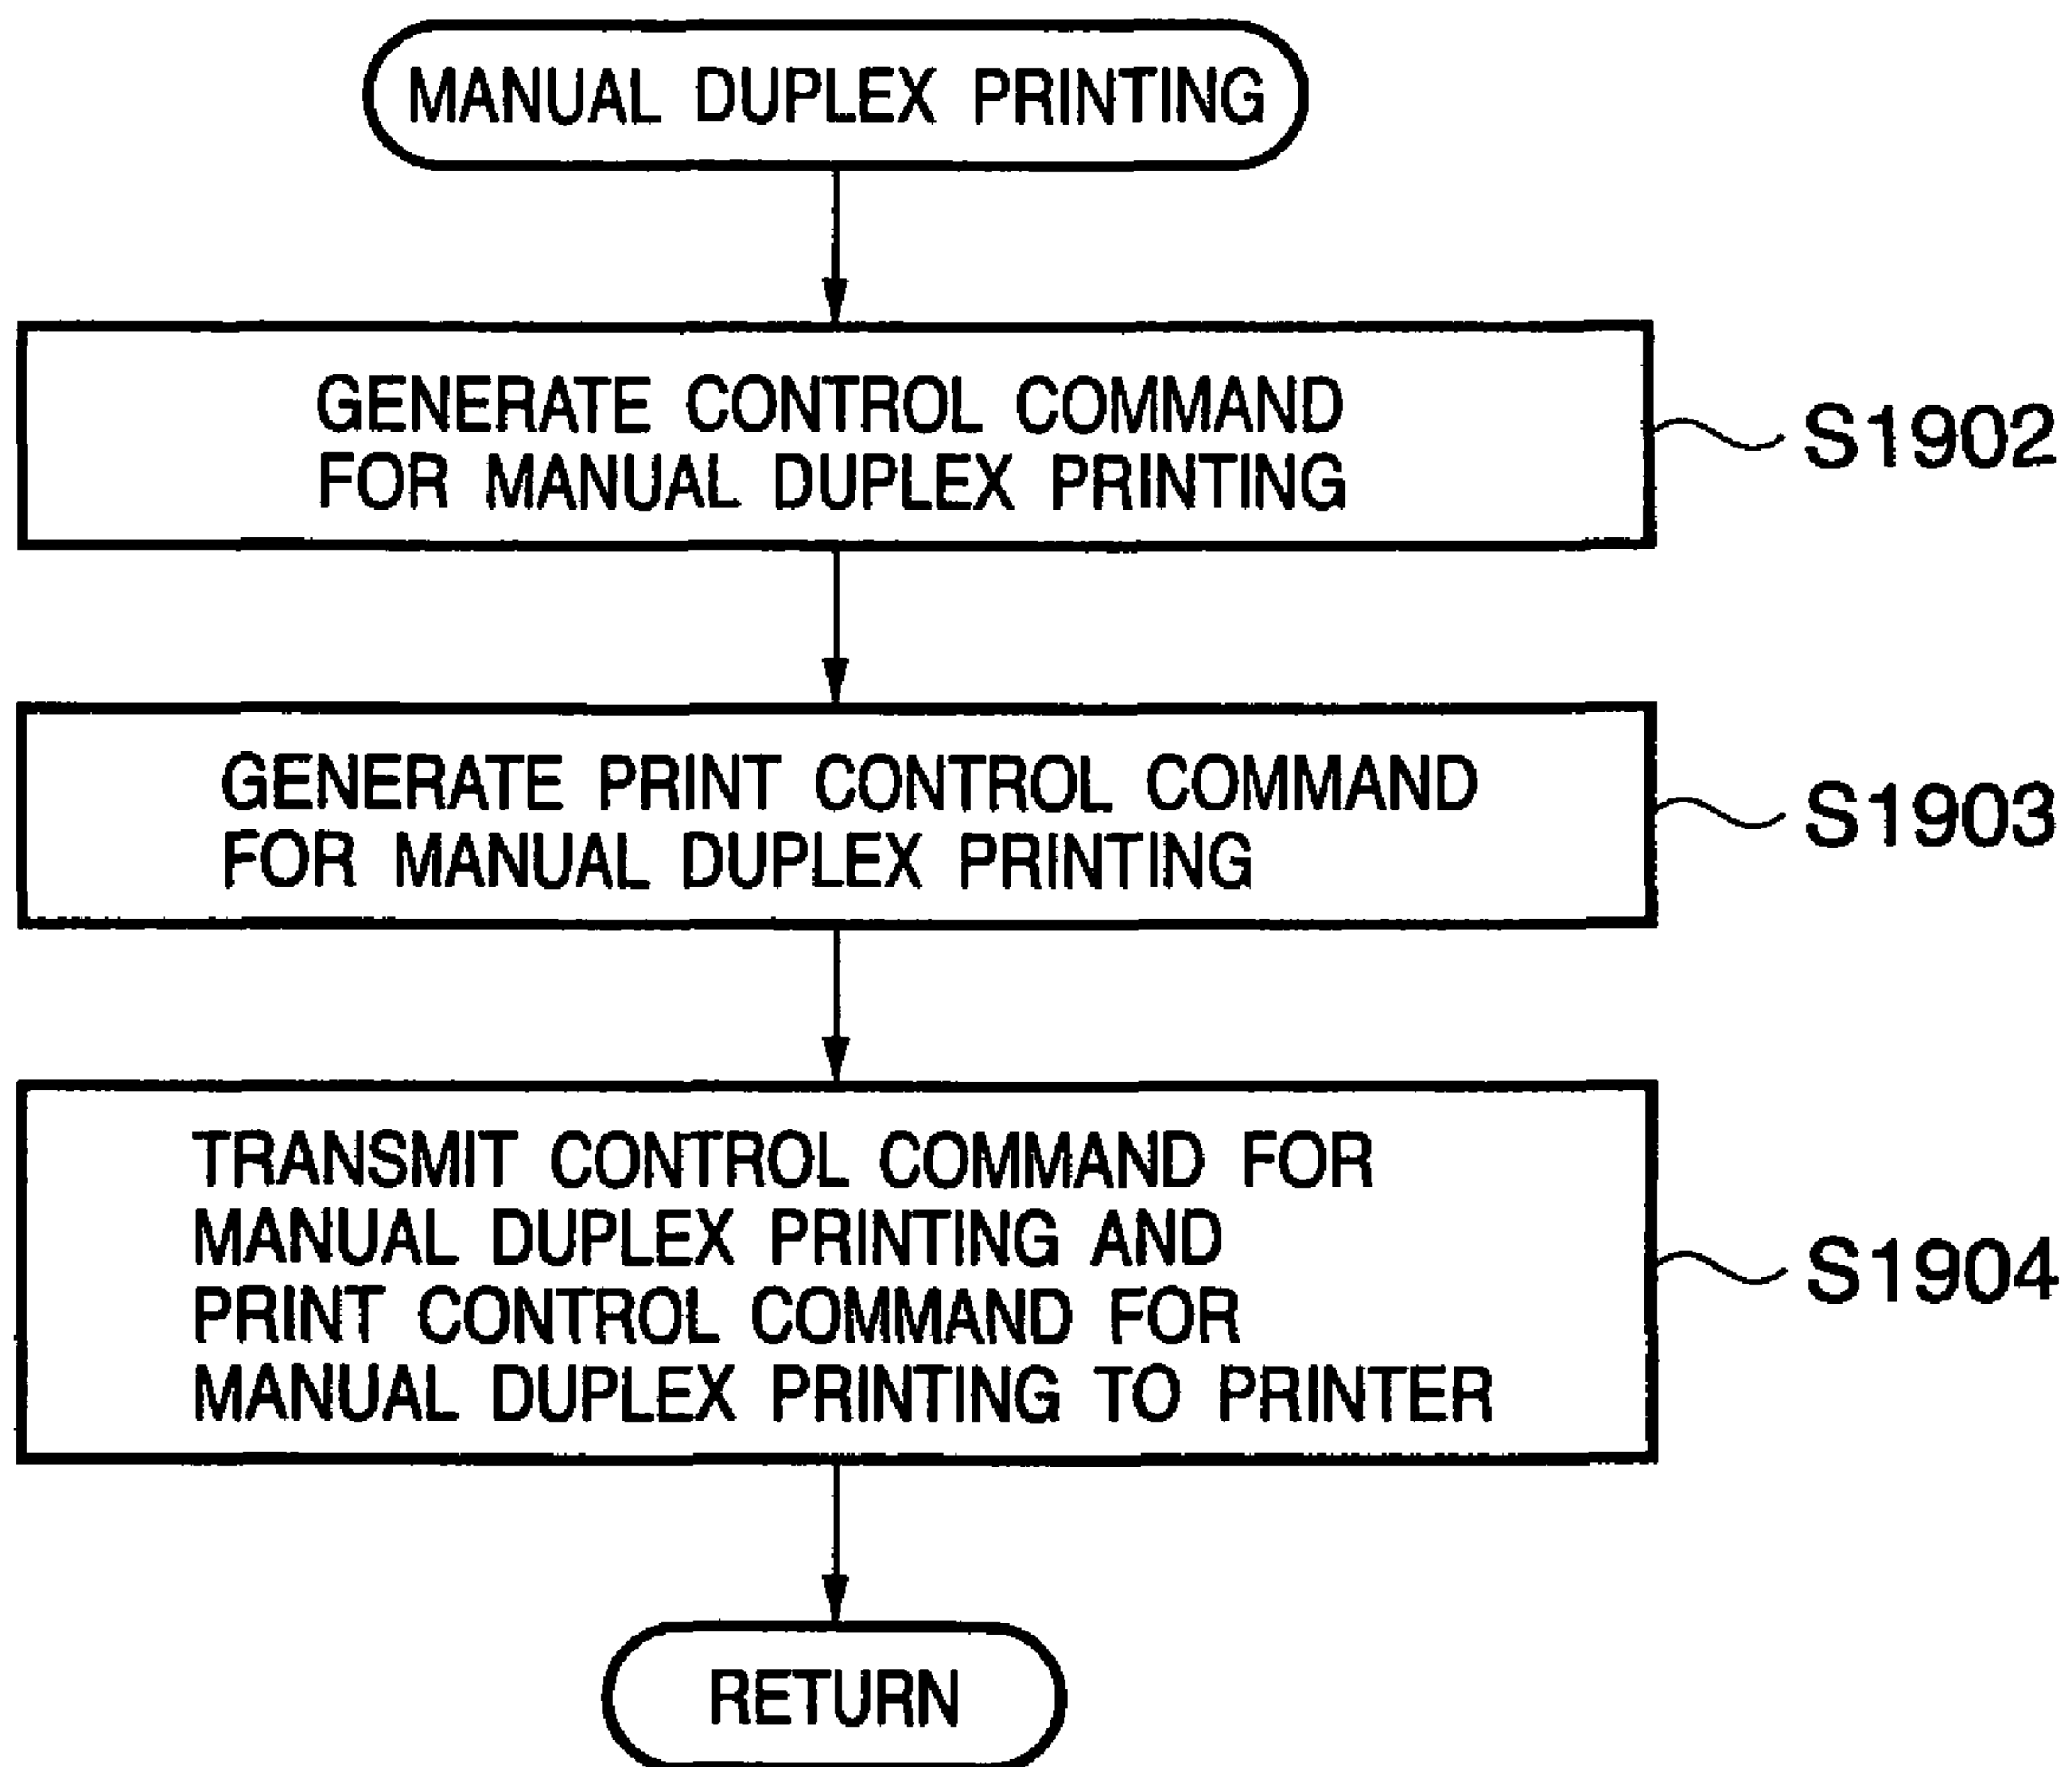 MANUAL DUPLEX PRINTING
GENERATE CONTROL COMMAND
FOR MANUAL DUPLEX PRINTING
S1902
GENERATE PRINT CONTROL COMMAND
FOR MANUAL DUPLEX PRINTING
S1903
TRANSMIT CONTROL COMMAND FOR
MANUAL DUPLEX PRINTING AND
PRINT CONTROL COMMAND FOR
MANUAL DUPLEX PRINTING TO PRINTER
S1904
RETURN